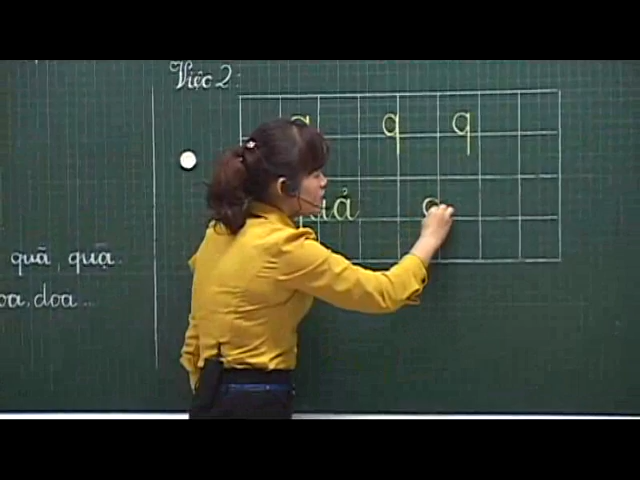 Việc 2:
q q q
quả
quã, quạ.
oa, doa...